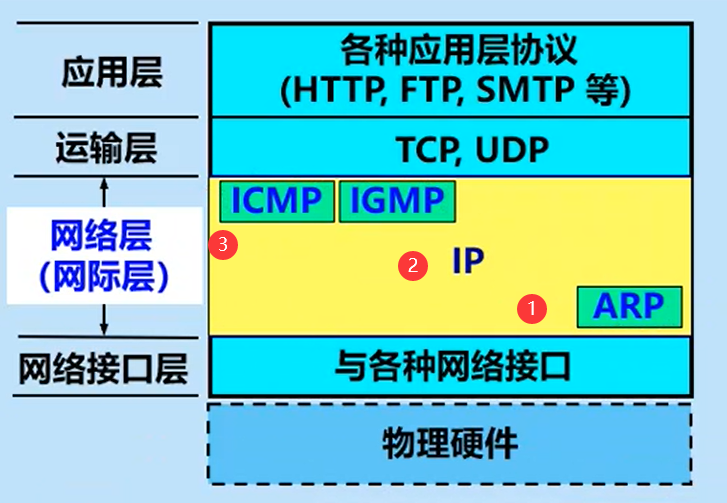 应用层
各种应用层协议
(HTTP, FTP, SMTP 等)
运输层
TCP, UDP
网络层
(网际层)
ICMP
IGMP
3
2
IP
1
ARP
网络接口层
与各种网络接口
物理硬件